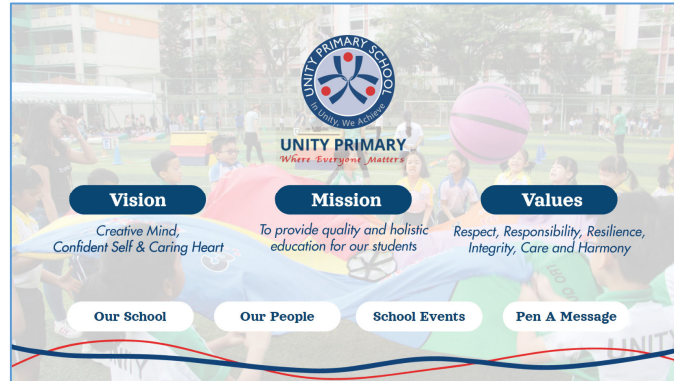 UNITY PRIMARY SCHOOL
In Unity, We Achieve
UNITY PRIMARY
Where Everyone Matters
Vision
Creative Mind,
Confident Self & Caring Heart
Mission
To provide quality and holistic
education for our students
Values
Respect, Responsibility, Resilience,
Integrity, Care and Harmony
Our School
Our People
School Events
Pen A Message
UNITY
UNITY